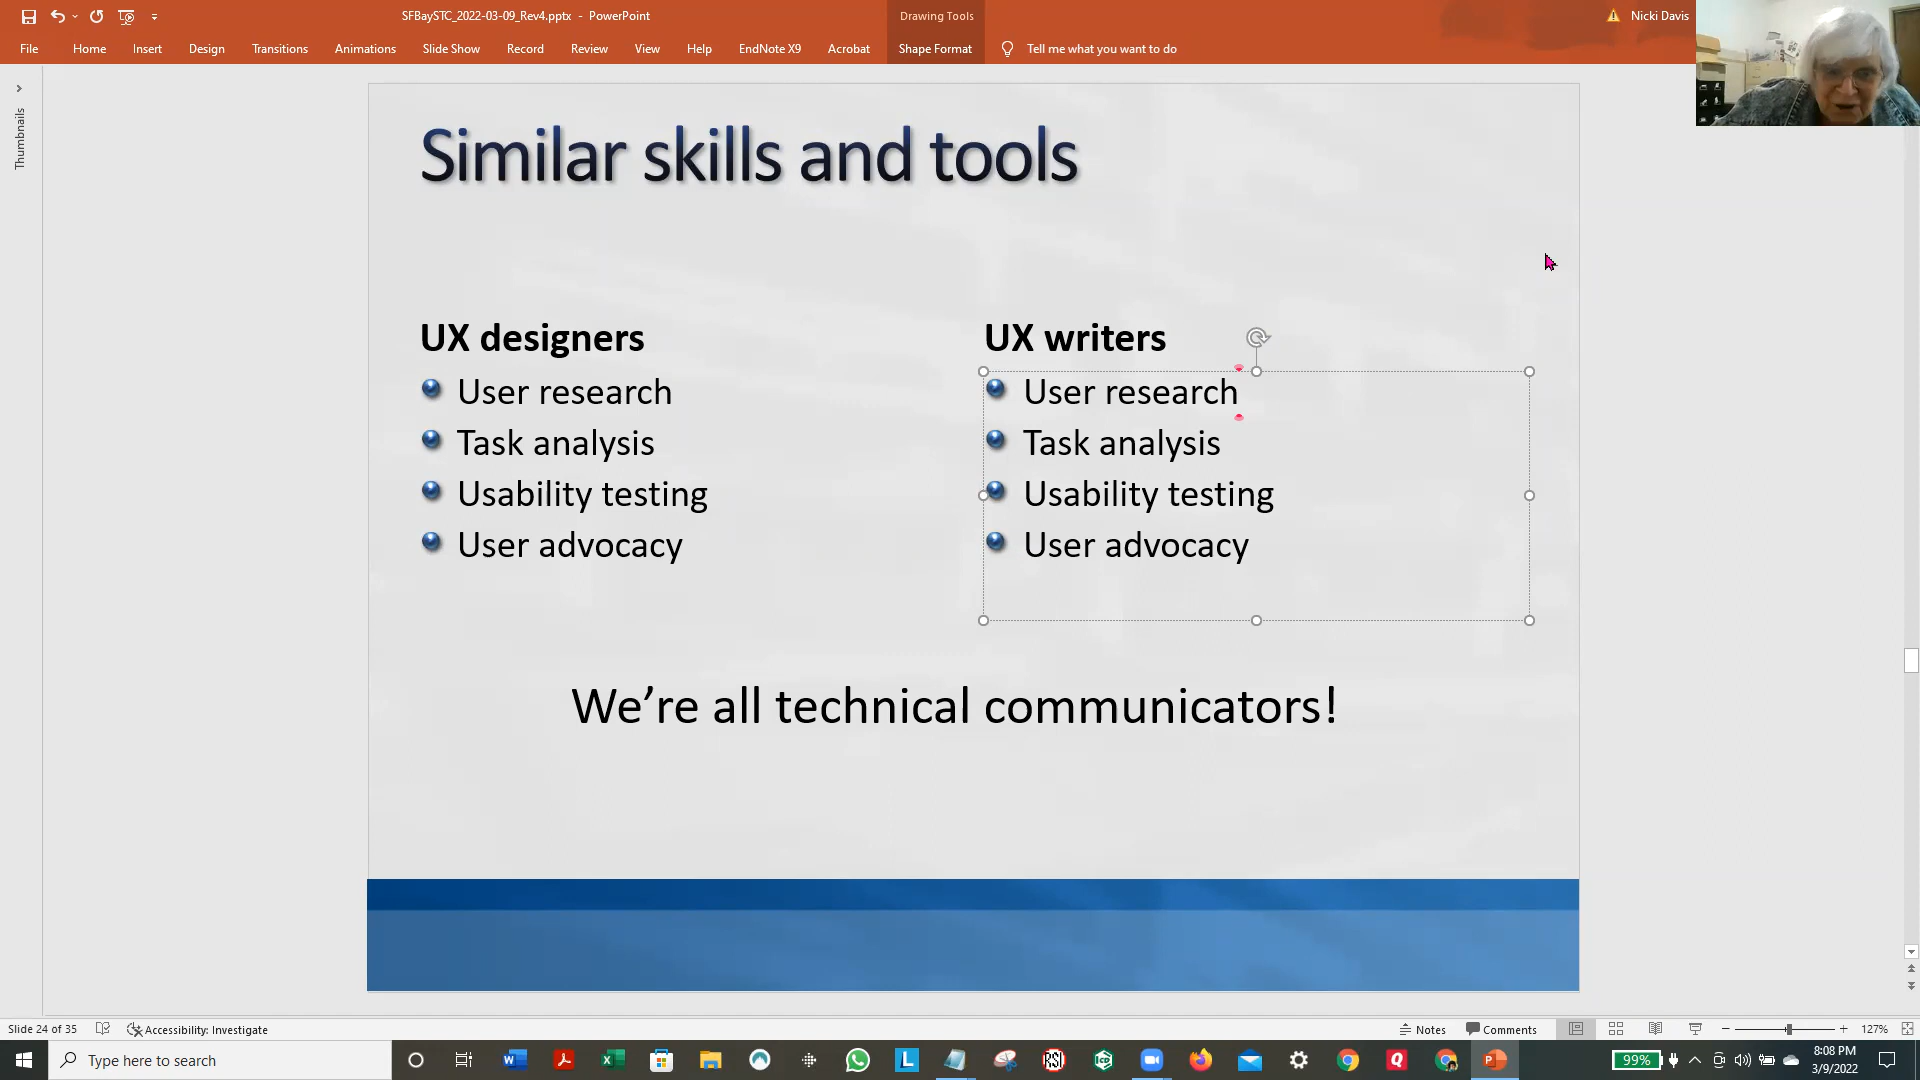 SFBaySTC_2022-03-09_Rev4.pptx - PowerPoint
Drawing Tools
Nicki Davis
File Home Insert Design Transitions Animations Slide Show Record Review View Help EndNote X9 Acrobat Shape Format Tell me what you want to do
Thumbnails
Similar skills and tools
UX designers
User research
Task analysis
Usability testing
User advocacy
UX writers
User research
Task analysis
Usability testing
User advocacy
We’re all technical communicators!
Slide 24 of 35 Accessibility: Investigate Notes Comments 127%
Type here to search
99%
8:08 PM
3/9/2022